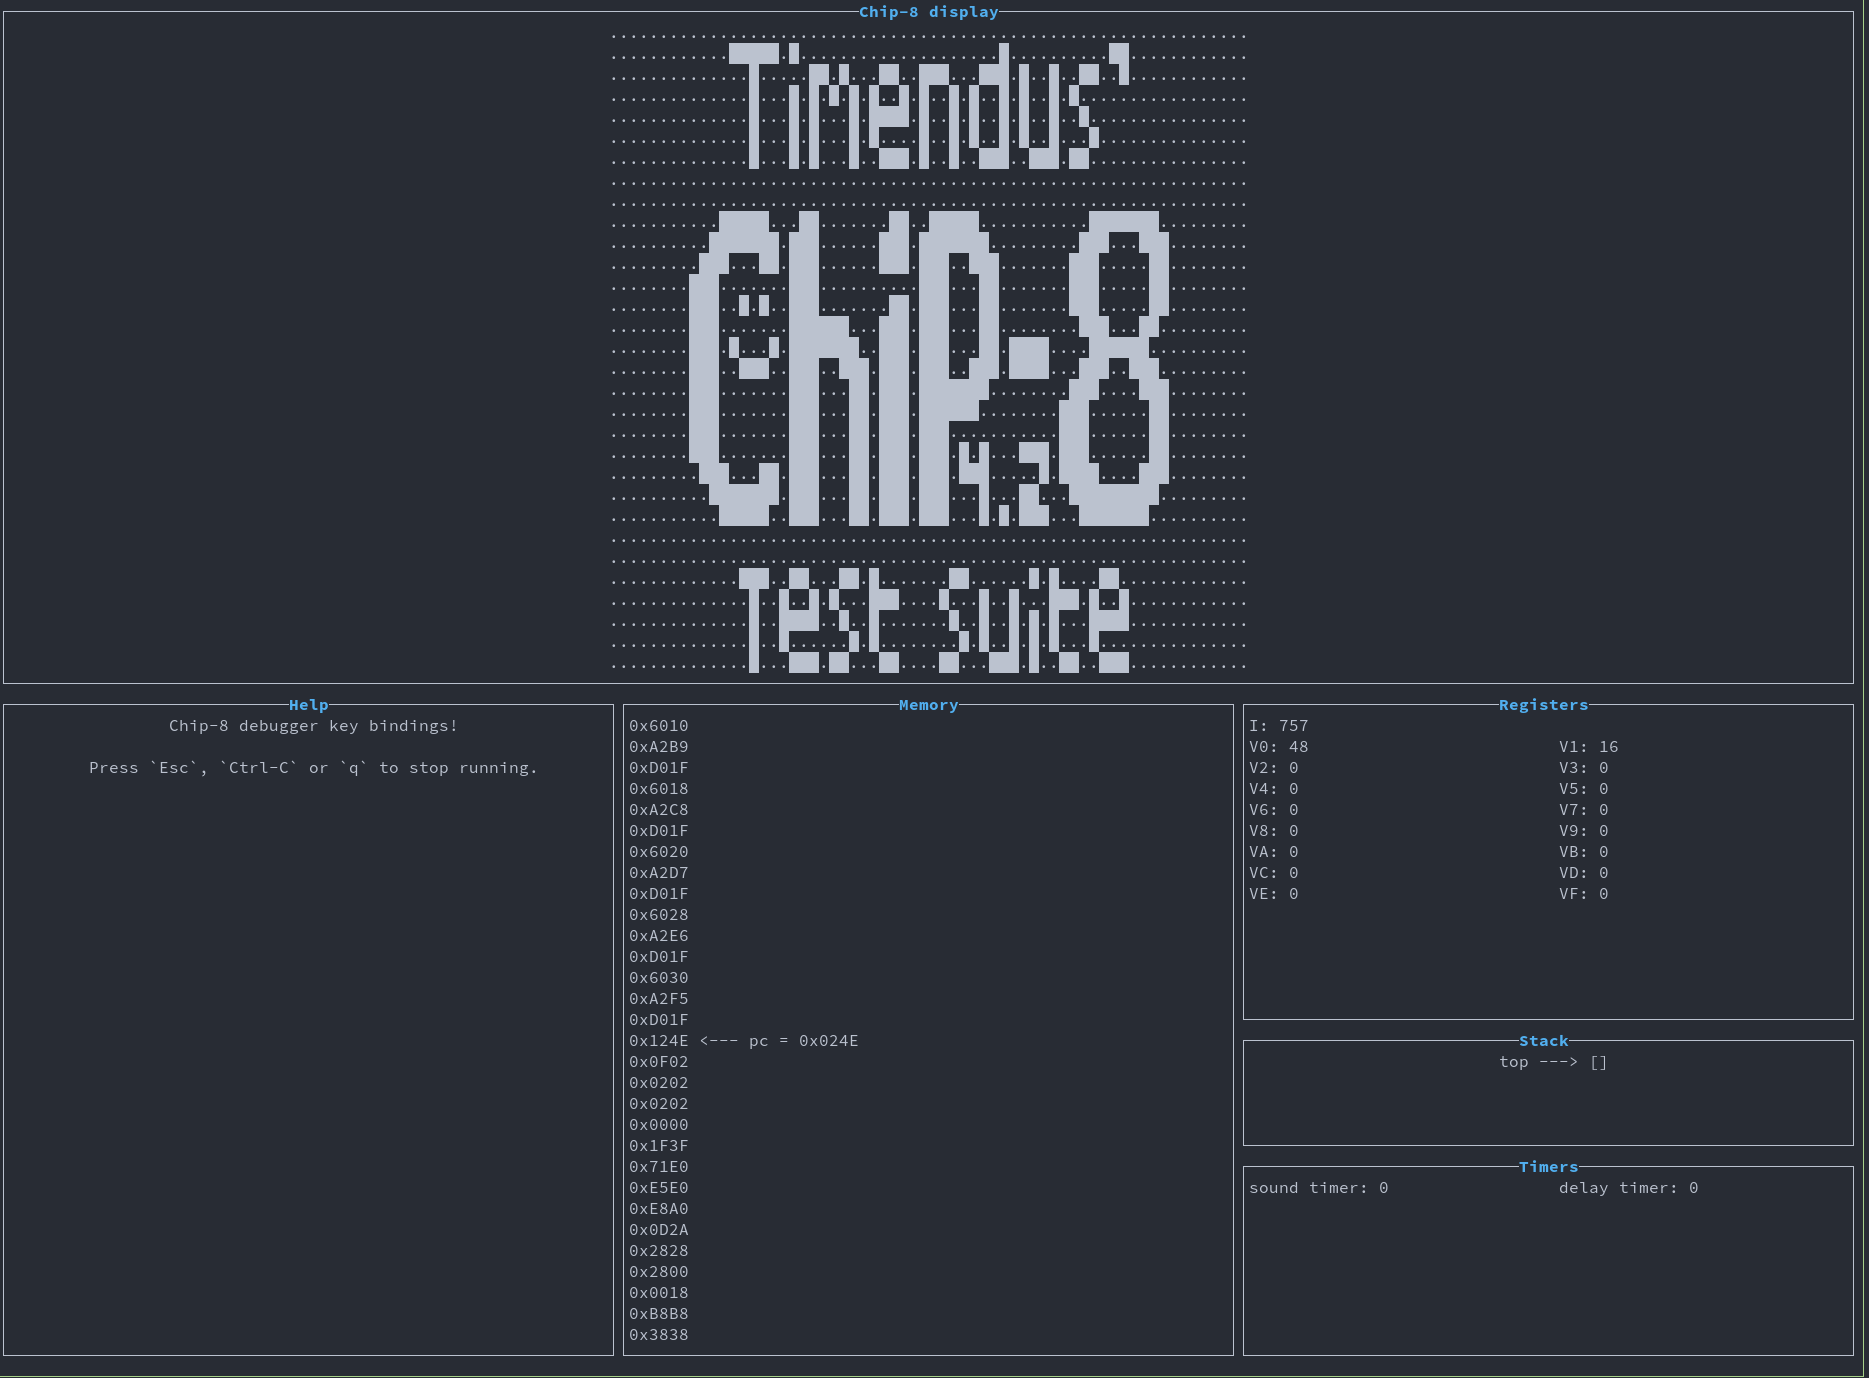 Chip-8 display
Timendus'
CHIP-8
4.2
Test suite
Help
Chip-8 debugger key bindings!
Press `Esc`, `Ctrl-C` or `q` to stop running.
Memory
0x6010
0xA2B9
0xD01F
0x6018
0xA2C8
0xD01F
0x6020
0xA2D7
0xD01F
0x6028
0xA2E6
0xD01F
0x6030
0xA2F5
0xD01F
0x124E <--- pc = 0x024E
0x0F02
0x0202
0x0202
0x0000
0x1F3F
0x71E0
0xE5E0
0xE8A0
0x0D2A
0x2828
0x2800
0x0018
0xB8B8
0x3838
Registers
I: 757
V0: 48 V1: 16
V2: 0 V3: 0
V4: 0 V5: 0
V6: 0 V7: 0
V8: 0 V9: 0
VA: 0 VB: 0
VC: 0 VD: 0
VE: 0 VF: 0
Stack
top ---> []
Timers
sound timer: 0 delay timer: 0